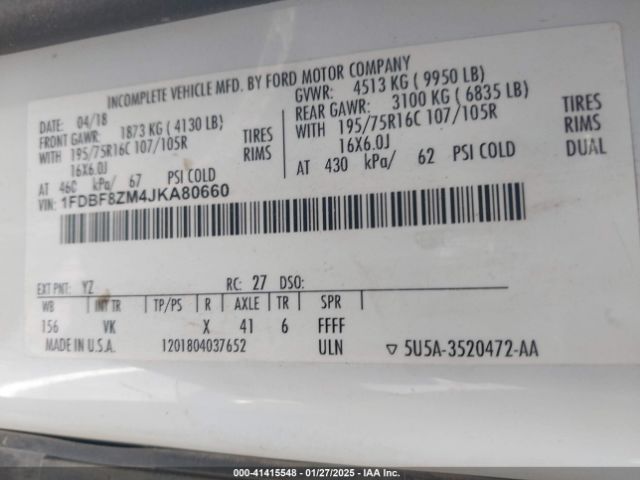 INCOMPLETE VEHICLE MFD. BY FORD MOTOR COMPANY
DATE: 04/18
GVWR: 4513 KG ( 9950 LB)
FRONT GAWR: 1873 KG ( 4130 LB)
REAR GAWR: 3100 KG ( 6835 LB)
WITH 195/75R16C 107/105R TIRES
WITH 195/75R16C 107/105R TIRES
16X6.0J RIMS
16X6.0J RIMS
AT 460 kPa/ 67 PSI COLD
AT 430 kPa/ 62 PSI COLD DUAL
VIN: 1FDBF8ZM4JKA80660
EXT PNT: YZ RC: 27 DSO:
WB INT TR TP/PS R AXLE TR SPR
156 VK X 41 6 FFFF
MADE IN U.S.A. 1201804037652 ULN ▽ 5U5A-3520472-AA
© - 41415548 - 01/27/2025 - IAA Inc.